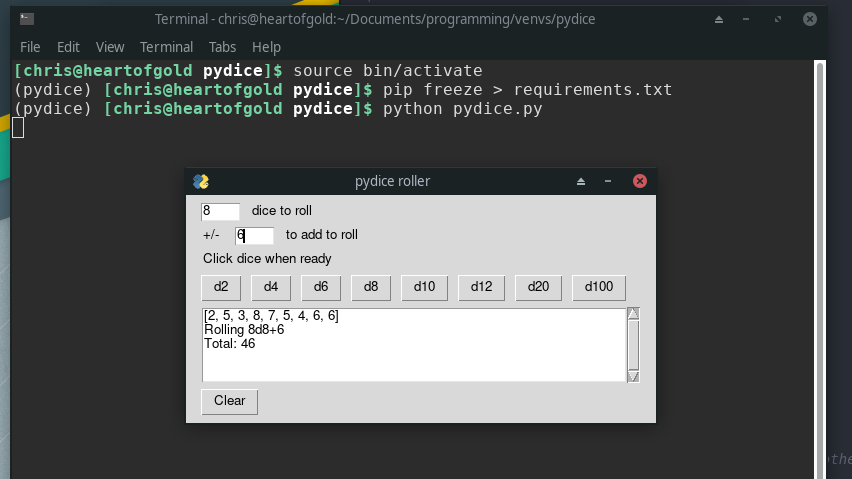 Terminal - chris@heartofgold:~/Documents/programming/venvs/pydice
File Edit View Terminal Tabs Help
[chris@heartofgold pydice]$ source bin/activate
(pydice) [chris@heartofgold pydice]$ pip freeze > requirements.txt
(pydice) [chris@heartofgold pydice]$ python pydice.py
pydice roller
8 dice to roll
+/- 6 to add to roll
Click dice when ready
d2 d4 d6 d8 d10 d12 d20 d100
[2, 5, 3, 8, 7, 5, 4, 6, 6]
Rolling 8d8+6
Total: 46
Clear